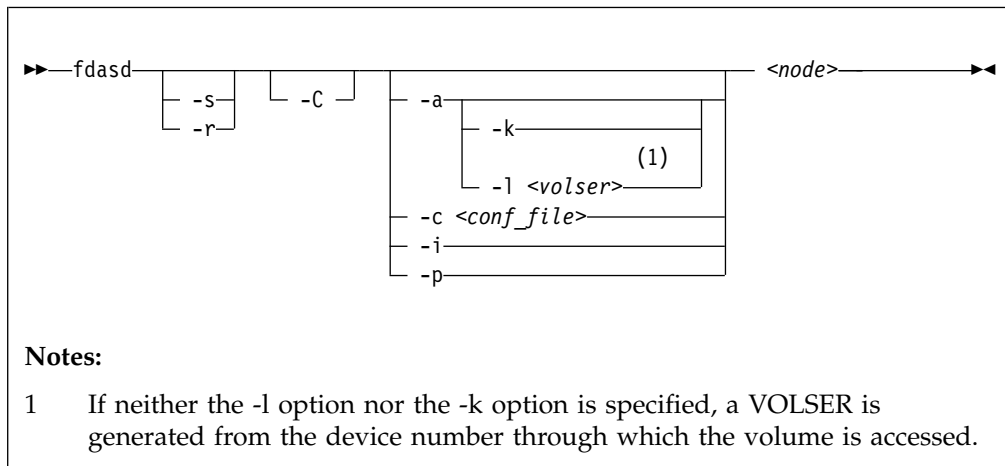 fdasd <node>
-s -C -a
-r -k
(1)
-l <volser>
-c <conf_file>
-i
-p
Notes:
1 If neither the -l option nor the -k option is specified, a VOLSER is
generated from the device number through which the volume is accessed.